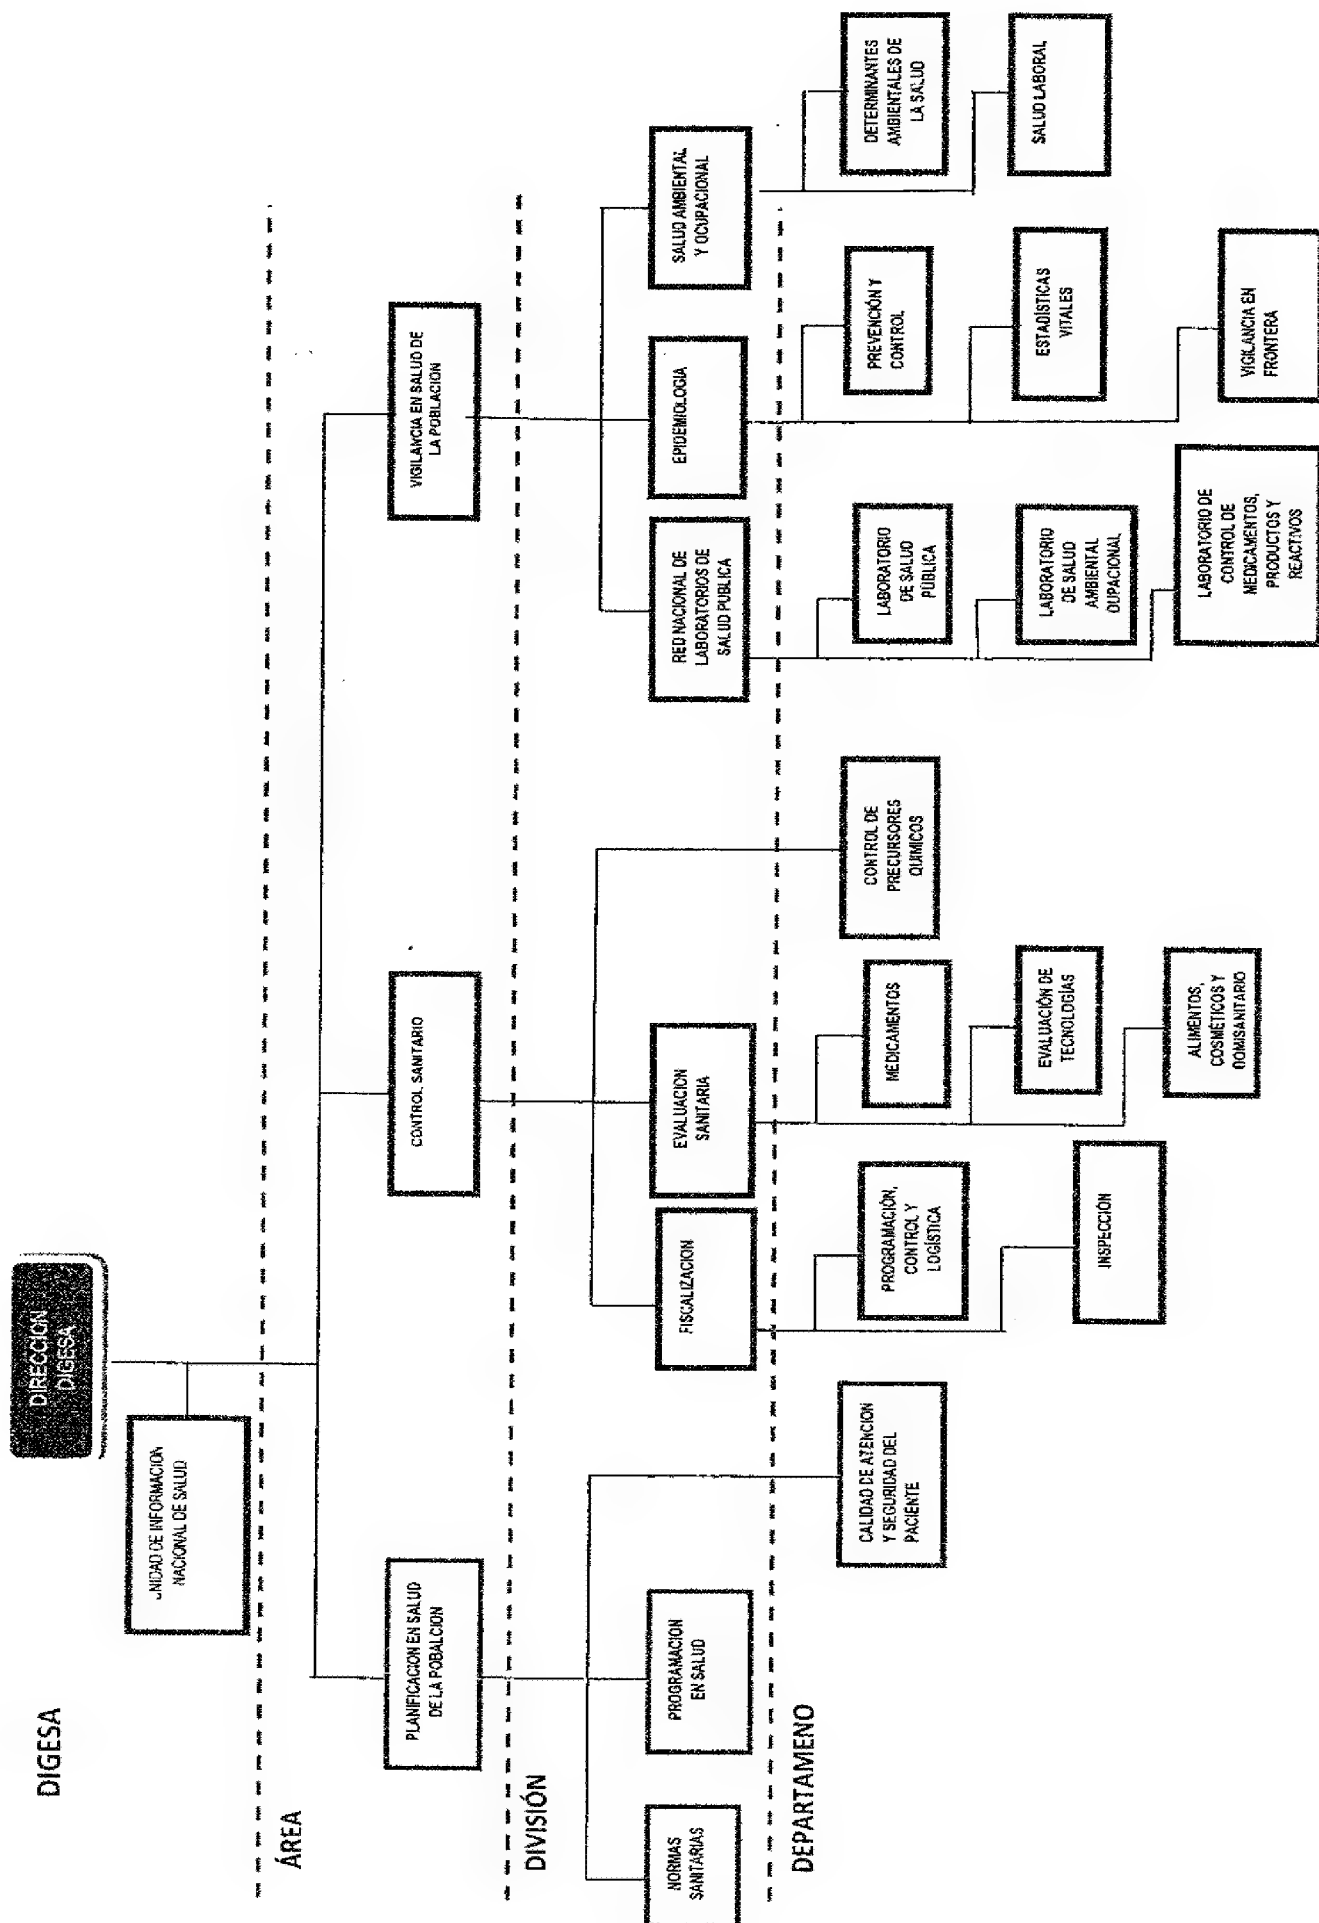 DIGESA
DIRECCION
DIGESA
UNIDAD DE INFORMACION
NACIONAL DE SALUD
ÁREA
PLANIFICACION EN SALUD
DE LA POBALCION
CONTROL SANITARIO
VIGILANCIA EN SALUD DE
LA POBLACION
DIVISIÓN
NORMAS
SANITARIAS
PROGRAMACION
EN SALUD
FISCALIZACION
EVALUACION
SANITARIA
RED NACIONAL DE
LABORATORIOS DE
SALUD PUBLICA
EPIDEMIOLOGIA
SALUD AMBIENTAL
Y OCUPACIONAL
DEPARTAMENO
CALIDAD DE ATENCION
Y SEGURIDAD DEL
PACIENTE
PROGRAMACIÓN,
CONTROL Y
LOGÍSTICA
INSPECCIÓN
MEDICAMENTOS
EVALUACIÓN DE
TECNOLOGÍAS
ALIMENTOS,
COSMÉTICOS Y
DOMISANITARIO
CONTROL DE
PRECURSORES
QUIMICOS
LABORATORIO
DE SALUD
PÚBLICA
LABORATORIO
DE SALUD
AMBIENTAL
OUPACIONAL
LABORATORIO DE
CONTROL DE
MEDICAMENTOS,
PRODUCTOS Y
REACTIVOS
PREVENCIÓN Y
CONTROL
ESTADÍSTICAS
VITALES
VIGILANCIA EN
FRONTERA
DETERMINANTES
AMBIENTALES DE
LA SALUD
SALUD LABORAL